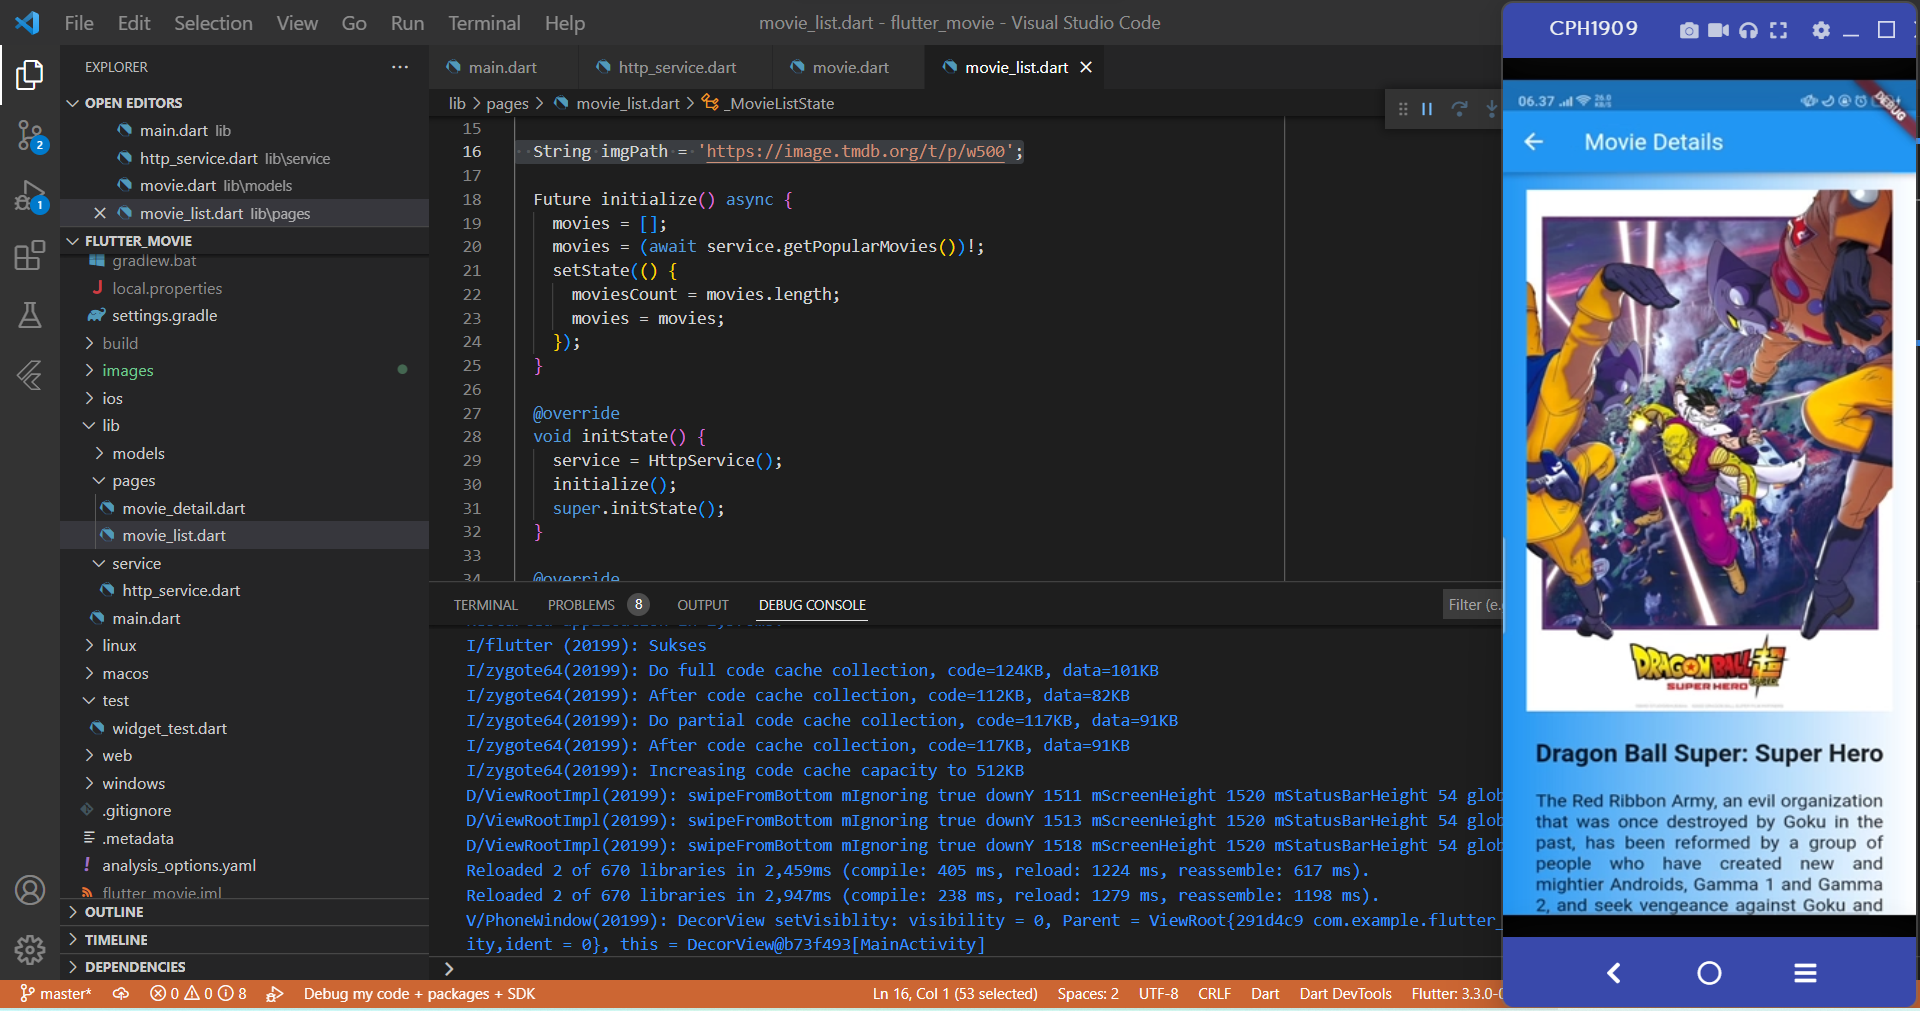 File Edit Selection View Go Run Terminal Help
movie_list.dart - flutter_movie - Visual Studio Code
EXPLORER
OPEN EDITORS
main.dart lib
http_service.dart lib\service
movie.dart lib\models
movie_list.dart lib\pages
FLUTTER_MOVIE
gradlew.bat
local.properties
settings.gradle
build
images
ios
lib
models
pages
movie_detail.dart
movie_list.dart
service
http_service.dart
main.dart
linux
macos
test
widget_test.dart
web
windows
.gitignore
.metadata
analysis_options.yaml
flutter_movie.iml
OUTLINE
TIMELINE
DEPENDENCIES
2
1
main.dart http_service.dart movie.dart movie_list.dart
lib > pages > movie_list.dart > _MovieListState
15
16 String imgPath = 'https://image.tmdb.org/t/p/w500';
17
18 Future initialize() async {
19 movies = [];
20 movies = (await service.getPopularMovies())!;
21 setState(() {
22 moviesCount = movies.length;
23 movies = movies;
24 });
25 }
26
27 @override
28 void initState() {
29 service = HttpService();
30 initialize();
31 super.initState();
32 }
33
34 @override
TERMINAL PROBLEMS 8 OUTPUT DEBUG CONSOLE
Filter (e.
I/flutter (20199): Sukses
I/zygote64(20199): Do full code cache collection, code=124KB, data=101KB
I/zygote64(20199): After code cache collection, code=112KB, data=82KB
I/zygote64(20199): Do partial code cache collection, code=117KB, data=91KB
I/zygote64(20199): After code cache collection, code=117KB, data=91KB
I/zygote64(20199): Increasing code cache capacity to 512KB
D/ViewRootImpl(20199): swipeFromBottom mIgnoring true downY 1511 mScreenHeight 1520 mStatusBarHeight 54 glob
D/ViewRootImpl(20199): swipeFromBottom mIgnoring true downY 1513 mScreenHeight 1520 mStatusBarHeight 54 glob
D/ViewRootImpl(20199): swipeFromBottom mIgnoring true downY 1518 mScreenHeight 1520 mStatusBarHeight 54 glob
Reloaded 2 of 670 libraries in 2,459ms (compile: 405 ms, reload: 1224 ms, reassemble: 617 ms).
Reloaded 2 of 670 libraries in 2,947ms (compile: 238 ms, reload: 1279 ms, reassemble: 1198 ms).
V/PhoneWindow(20199): DecorView setVisiblity: visibility = 0, Parent = ViewRoot{291d4c9 com.example.flutter_
ity,ident = 0}, this = DecorView@b73f493[MainActivity]
master* 0 0 8 Debug my code + packages + SDK
Ln 16, Col 1 (53 selected) Spaces: 2 UTF-8 CRLF Dart Dart DevTools Flutter: 3.3.0-
CPH1909
06.37 26.0 KB/S
DEBUG
Movie Details
DRAGON BALL超
SUPER HERO
Dragon Ball Super: Super Hero
The Red Ribbon Army, an evil organization
that was once destroyed by Goku in the
past, has been reformed by a group of
people who have created new and
mightier Androids, Gamma 1 and Gamma
2, and seek vengeance against Goku and